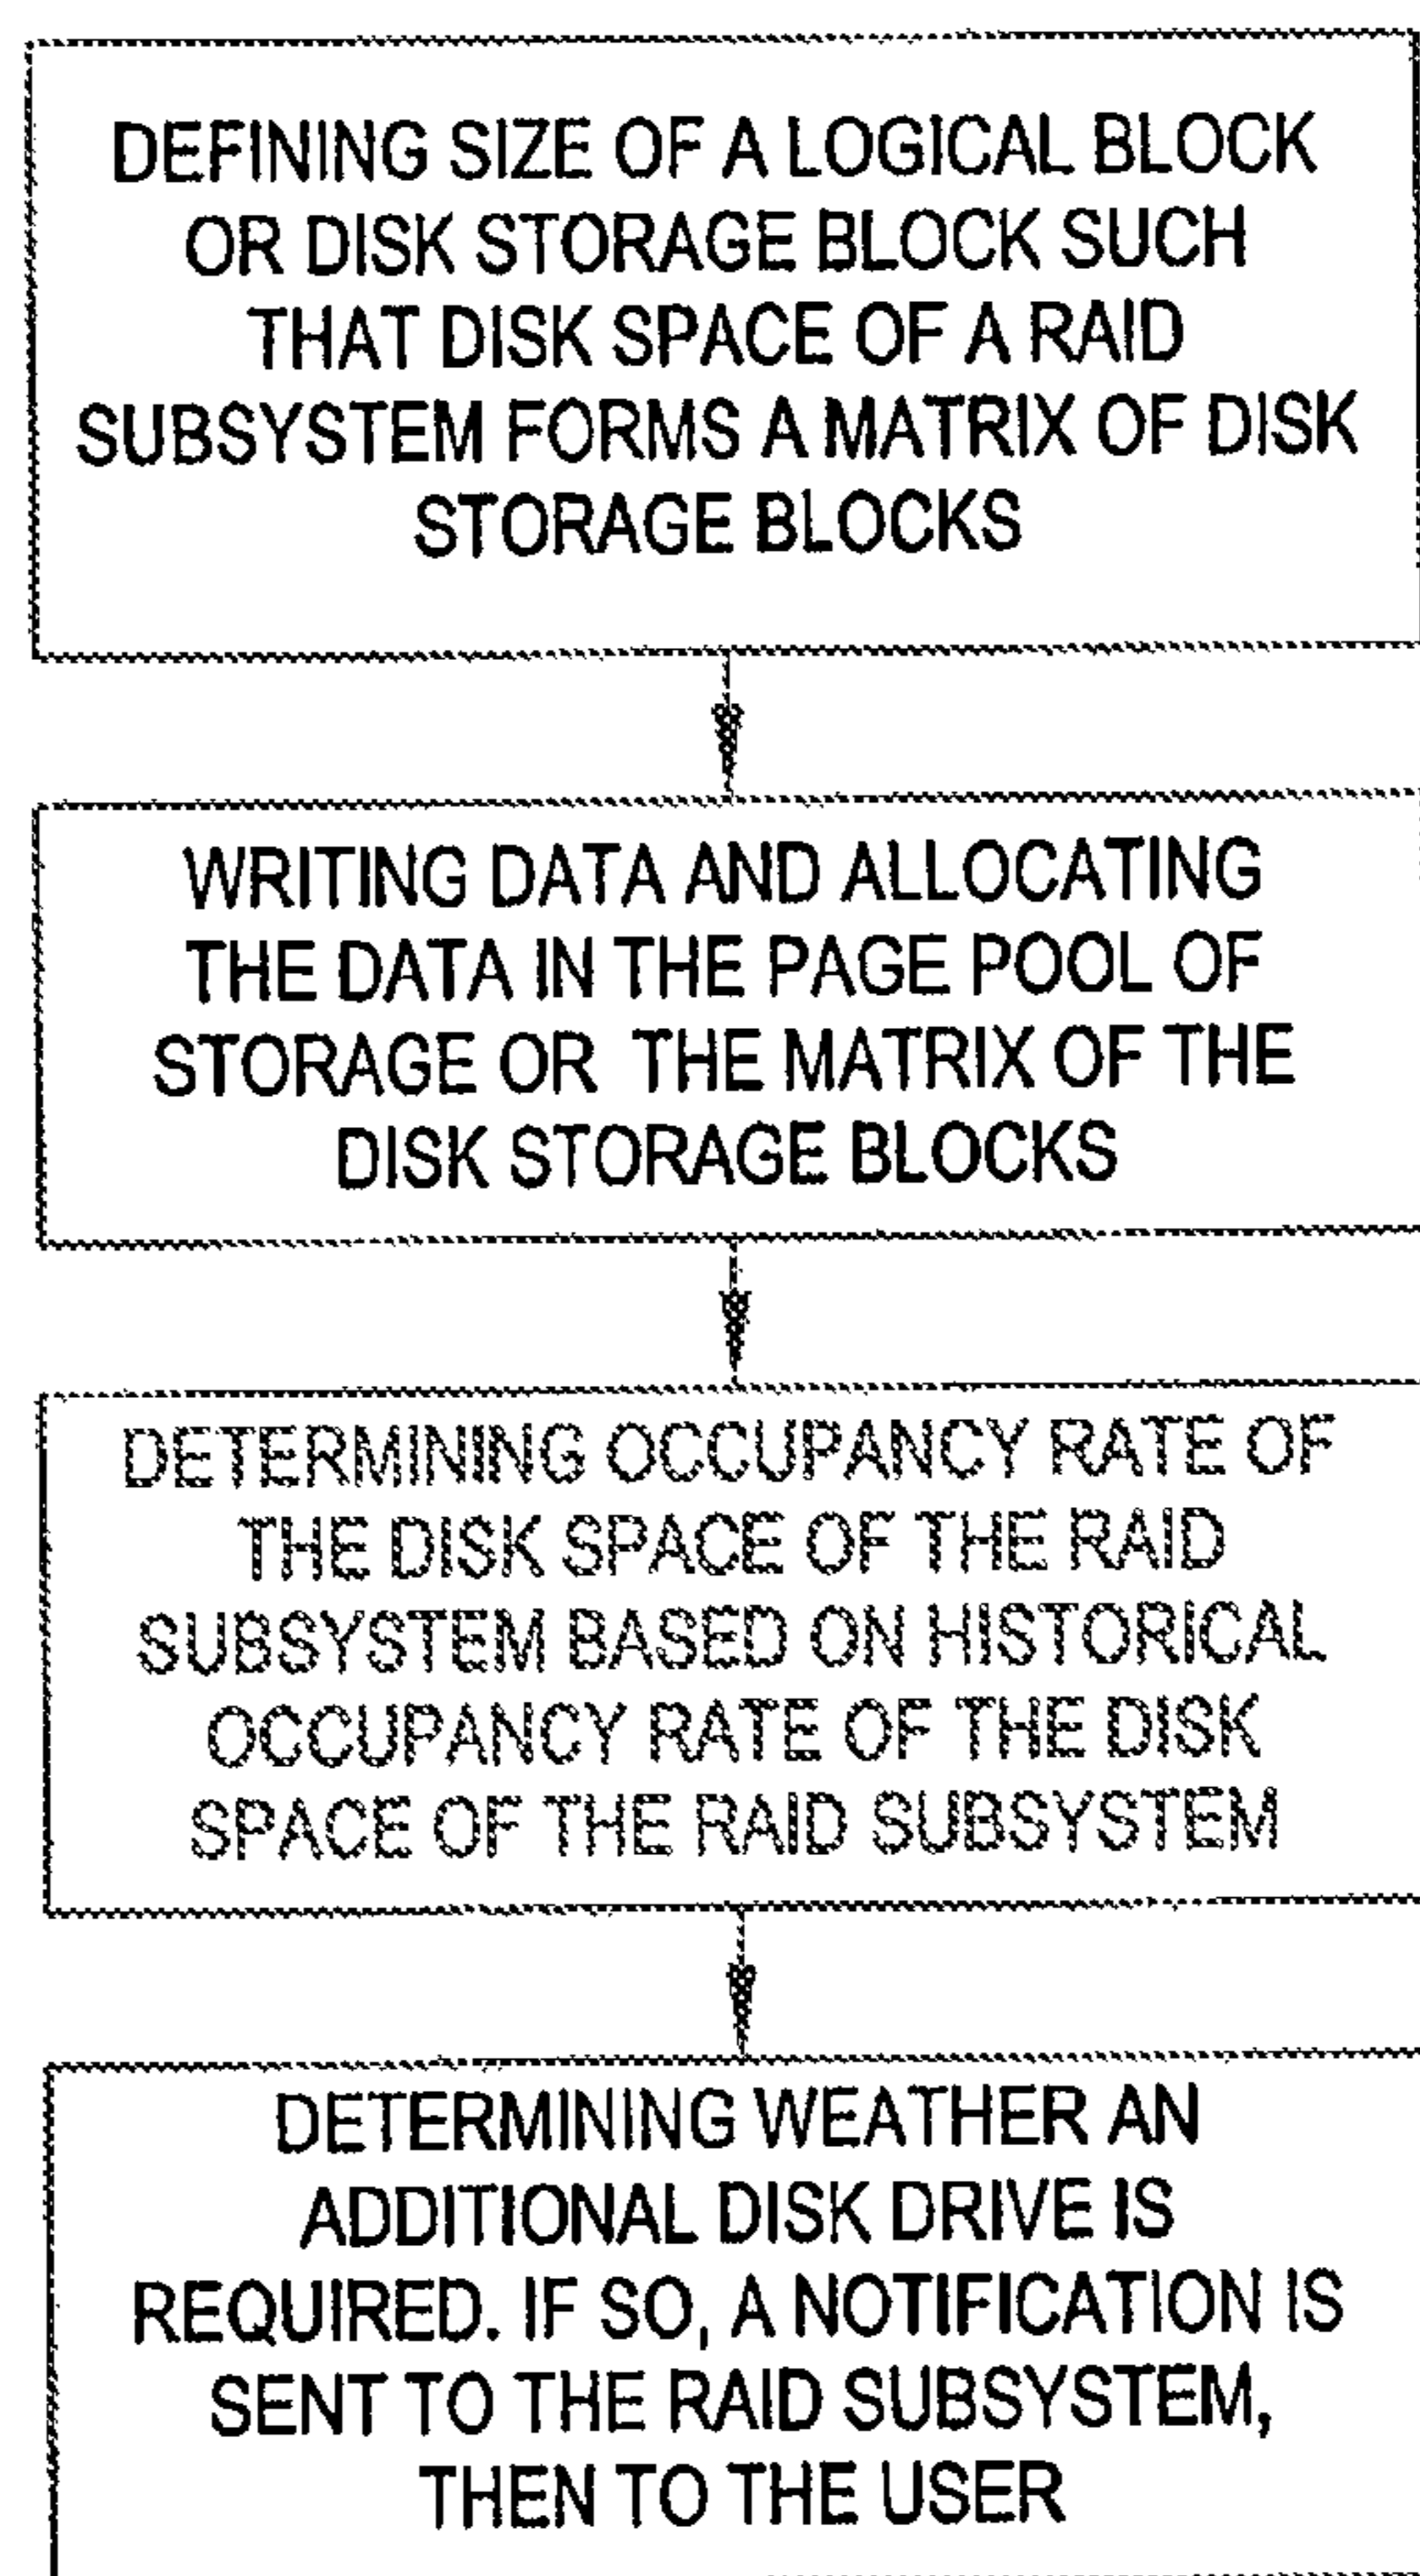 DEFINING SIZE OF A LOGICAL BLOCK
OR DISK STORAGE BLOCK SUCH
THAT DISK SPACE OF A RAID
SUBSYSTEM FORMS A MATRIX OF DISK
STORAGE BLOCKS
WRITING DATA AND ALLOCATING
THE DATA IN THE PAGE POOL OF
STORAGE OR THE MATRIX OF THE
DISK STORAGE BLOCKS
DETERMINING OCCUPANCY RATE OF
THE DISK SPACE OF THE RAID
SUBSYSTEM BASED ON HISTORICAL
OCCUPANCY RATE OF THE DISK
SPACE OF THE RAID SUBSYSTEM
DETERMINING WEATHER AN
ADDITIONAL DISK DRIVE IS
REQUIRED. IF SO, A NOTIFICATION IS
SENT TO THE RAID SUBSYSTEM,
THEN TO THE USER